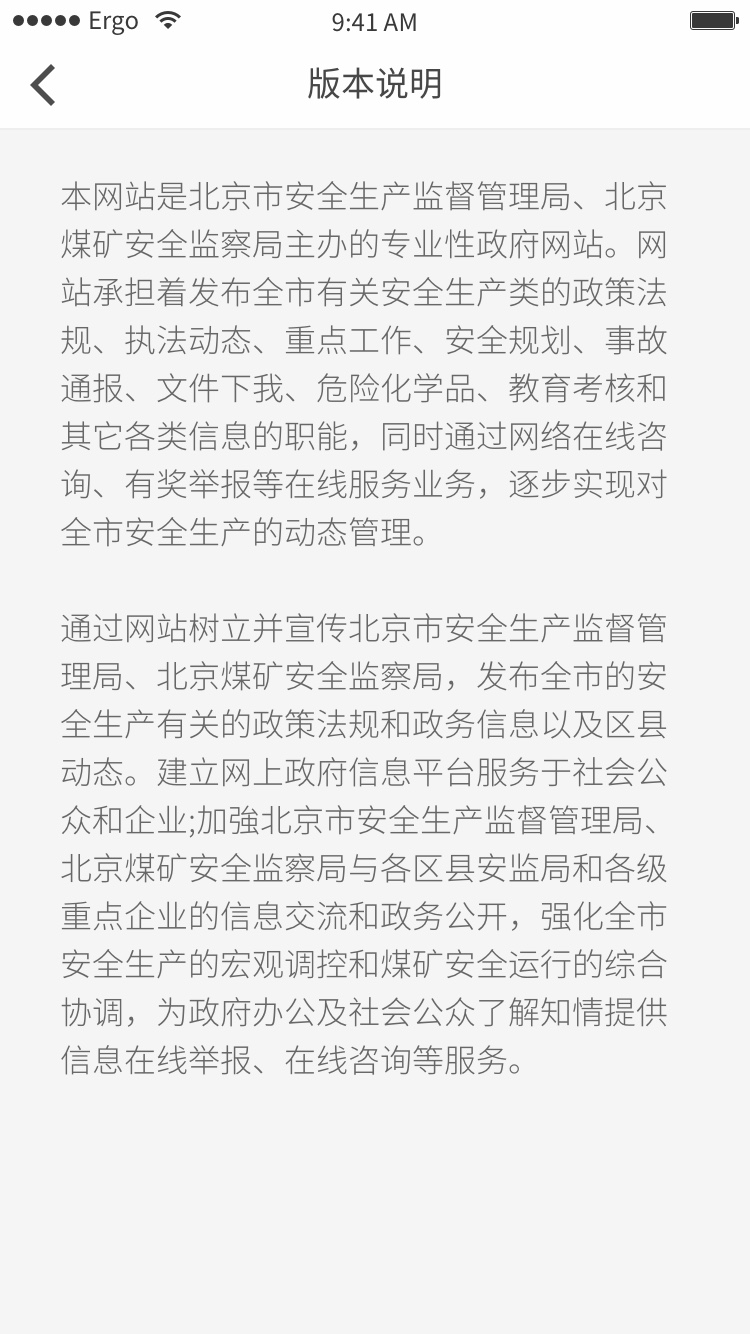 Ergo
9:41 AM
版本说明
本网站是北京市安全生产监督管理局、北京
煤矿安全监察局主办的专业性政府网站。网
站承担着发布全市有关安全生产类的政策法
规、执法动态、重点工作、安全规划、事故
通报、文件下我、危险化学品、教育考核和
其它各类信息的职能，同时通过网络在线咨
询、有奖举报等在线服务业务，逐步实现对
全市安全生产的动态管理。
通过网站树立并宣传北京市安全生产监督管
理局、北京煤矿安全监察局，发布全市的安
全生产有关的政策法规和政务信息以及区县
动态。建立网上政府信息平台服务于社会公
众和企业;加強北京市安全生产监督管理局、
北京煤矿安全监察局与各区县安监局和各级
重点企业的信息交流和政务公开，强化全市
安全生产的宏观调控和煤矿安全运行的综合
协调，为政府办公及社会公众了解知情提供
信息在线举报、在线咨询等服务。